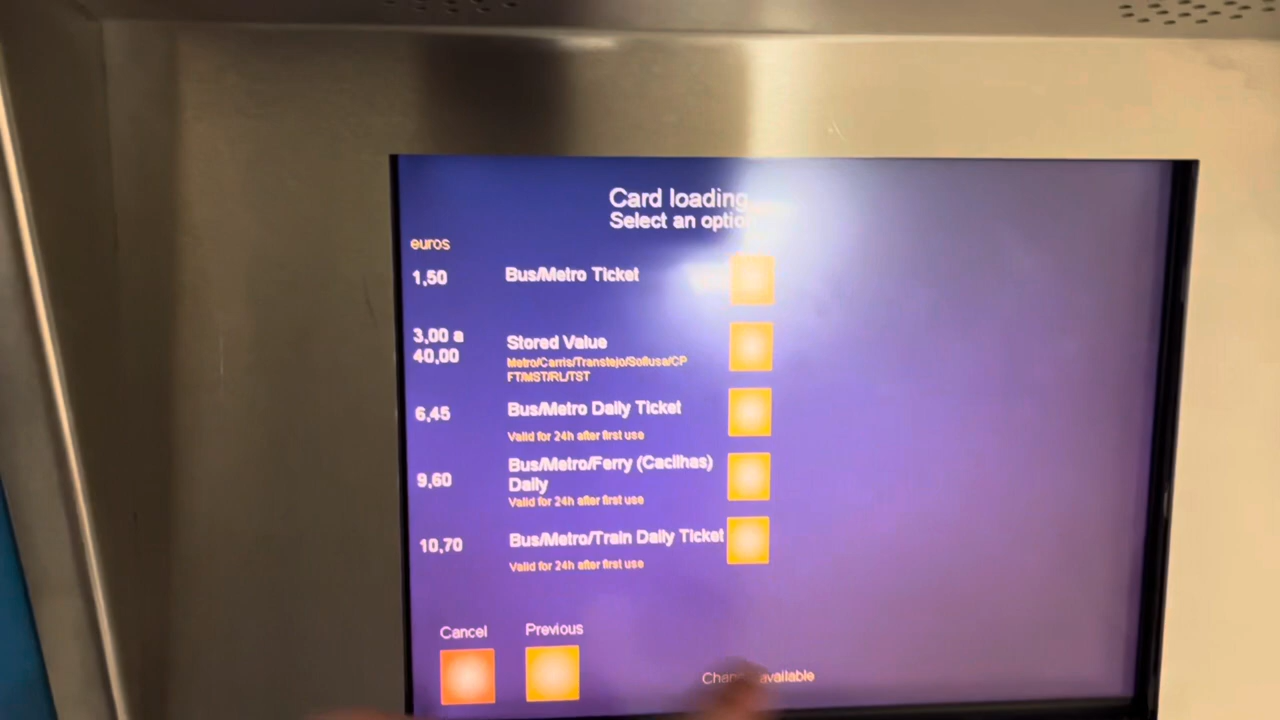 Card loading
Select an optio
euros
1,50 Bus/Metro Ticket
3,00 a
40,00
Stored Value
Metro/Carris/Transtejo/Soflusa/CP
FT/MST/RL/TST
6,45 Bus/Metro Daily Ticket
Valid for 24h after first use
9,60
Bus/Metro/Ferry (Cacilhas)
Daily
Valid for 24h after first use
10,70 Bus/Metro/Train Daily Ticket
Valid for 24h after first use
Cancel Previous
available